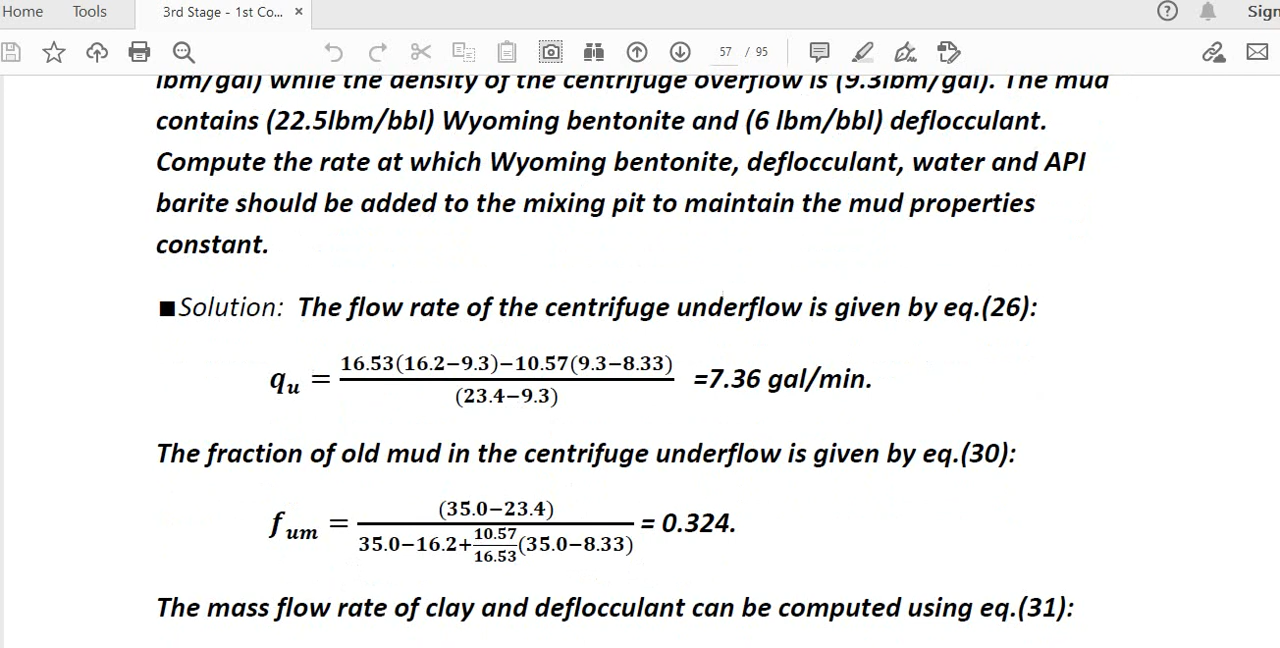 Home Tools 3rd Stage - 1st Co... × Sign
57 / 95
lbm/gal) while the density of the centrifuge overflow is (9.3lbm/gal). The mud
contains (22.5lbm/bbl) Wyoming bentonite and (6 lbm/bbl) deflocculant.
Compute the rate at which Wyoming bentonite, deflocculant, water and API
barite should be added to the mixing pit to maintain the mud properties
constant.
■Solution: The flow rate of the centrifuge underflow is given by eq.(26):
q_u = \frac{16.53(16.2−9.3)−10.57(9.3−8.33)}{(23.4−9.3)} =7.36 gal/min.
The fraction of old mud in the centrifuge underflow is given by eq.(30):
f_{um} = \frac{(35.0−23.4)}{35.0−16.2+\frac{10.57}{16.53}(35.0−8.33)} = 0.324.
The mass flow rate of clay and deflocculant can be computed using eq.(31):